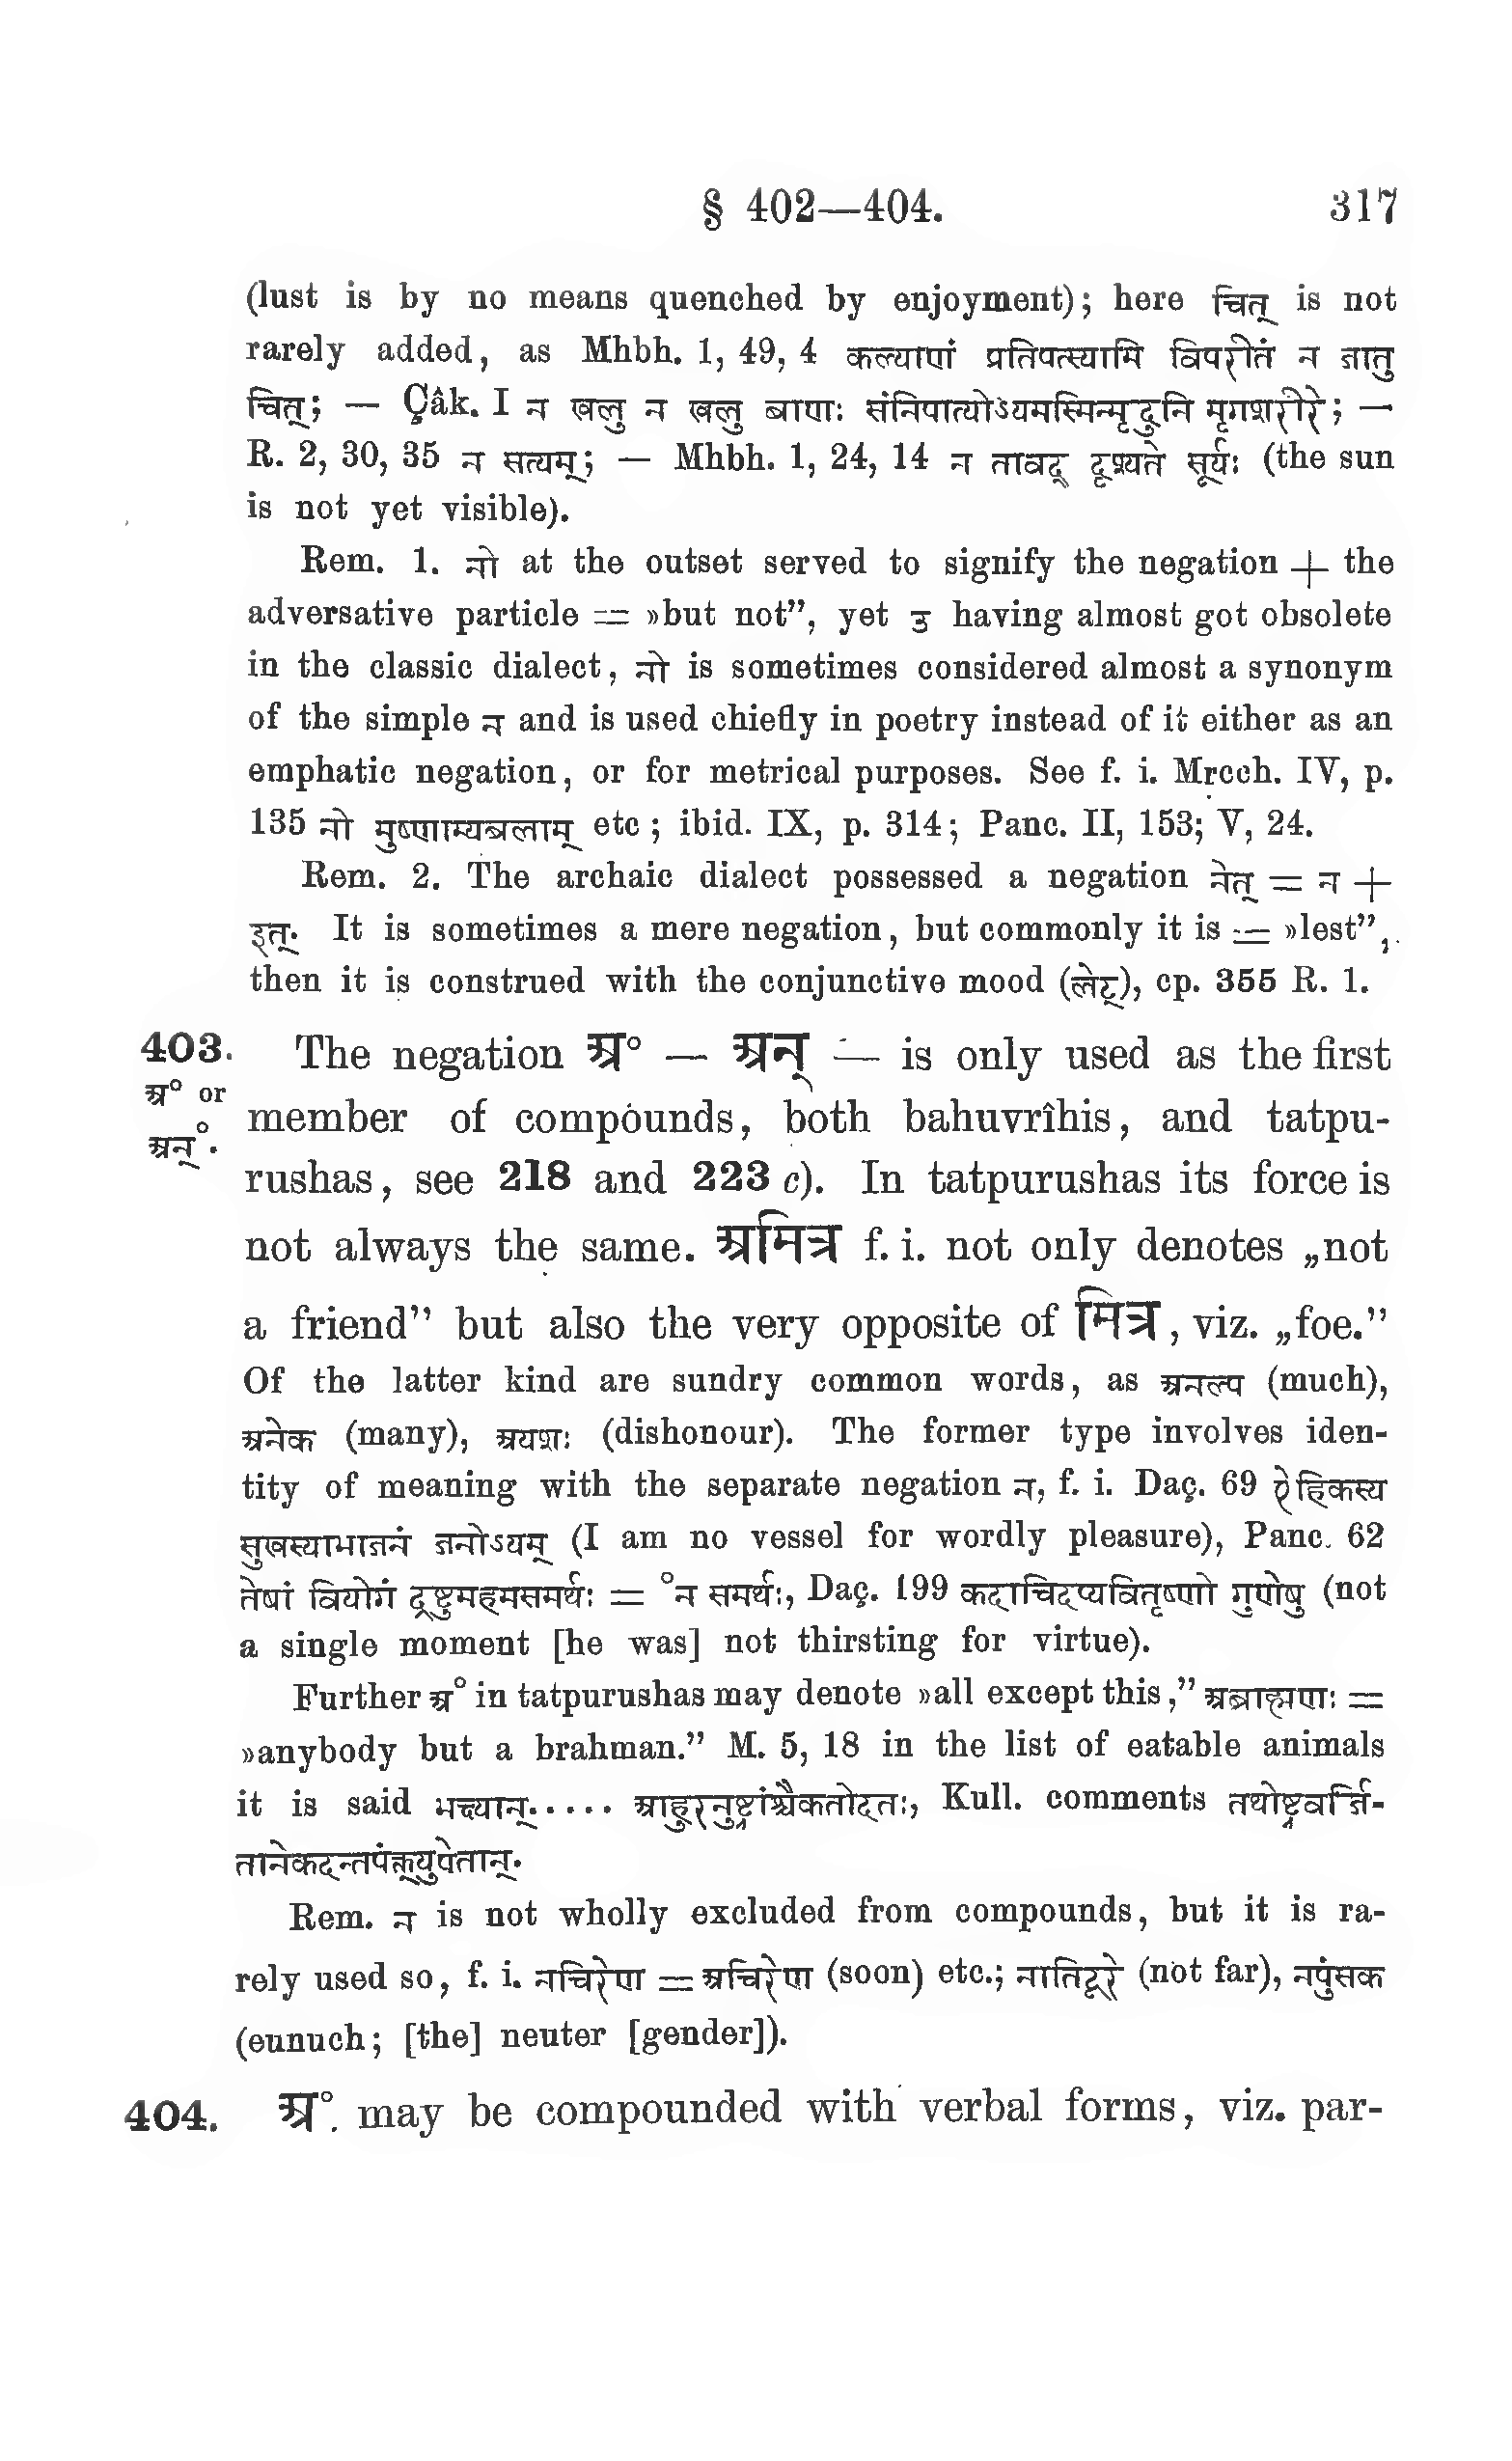 § 402—404. 317
(lust is by no means quenched by enjoyment); here चित् is not
rarely added, as Mhbh. 1, 49, 4 कल्याणं प्रतिपत्स्यामि विपरीतं न जातु
चित्; — Çâk. I न खलु न खलु बाणः संनिपात्योऽयमस्मिन्मृदुनि मृगशरीरे; —
R. 2, 30, 35 न सत्यम्; — Mhbh. 1, 24, 14 न तावद् दृश्यते सूर्यः (the sun
is not yet visible).
Rem. 1. नो at the outset served to signify the negation + the
adversative particle = »but not”, yet उ having almost got obsolete
in the classic dialect, नो is sometimes considered almost a synonym
of the simple न and is used chiefly in poetry instead of it either as an
emphatic negation, or for metrical purposes. See f. i. Mṛcch. IV, p.
135 नो मुष्णाम्यबलाम् etc; ibid. IX, p. 314; Panc. II, 153; V, 24.
Rem. 2. The archaic dialect possessed a negation नेत् = न +
इत्. It is sometimes a mere negation, but commonly it is = »lest”,
then it is construed with the conjunctive mood (लेट्), cp. 355 R. 1.
403. The negation अ° — अन् — is only used as the first
अ° or
member of compounds, both bahuvrîhis, and tatpu-
अन्°.
rushas, see 218 and 223 c). In tatpurushas its force is
not always the same. अमित्र f. i. not only denotes „not
a friend” but also the very opposite of मित्र, viz. „foe.”
Of the latter kind are sundry common words, as अनल्प (much),
अनेक (many), अयशः (dishonour). The former type involves iden-
tity of meaning with the separate negation न, f. i. Daç. 69 ऐहिकस्य
सुखस्याभाजनं जनोऽयम् (I am no vessel for wordly pleasure), Panc. 62
तेषां वियोगं द्रष्टुमहमसमर्थः = °न समर्थः, Daç. 199 कदाचिदप्यवितृष्णो गुणेषु (not
a single moment [he was] not thirsting for virtue).
Further अ° in tatpurushas may denote »all except this,” अब्राह्मणः =
»anybody but a brahman.” M. 5, 18 in the list of eatable animals
it is said भक्ष्यान्..... आहुरनुष्ट्रांश्चैकतोदतः, Kull. comments तथोष्ट्रवर्जि-
तानेकदन्तपंक्त्युपेतान्.
Rem. न is not wholly excluded from compounds, but it is ra-
rely used so, f. i. नचिरेण = अचिरेण (soon) etc.; नातिदूरे (not far), नपुंसक
(eunuch; [the] neuter [gender]).
404. अ°. may be compounded with verbal forms, viz. par-